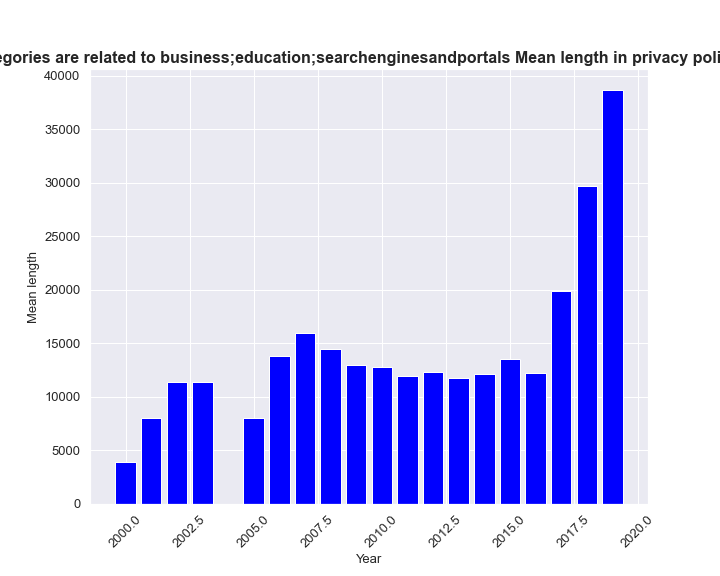 egories are related to business;education;searchenginesandportals Mean length in privacy poli
40000
35000
30000
25000
20000
15000
10000
5000
0
Mean length
2000.0 2002.5 2005.0 2007.5 2010.0 2012.5 2015.0 2017.5 2020.0
Year